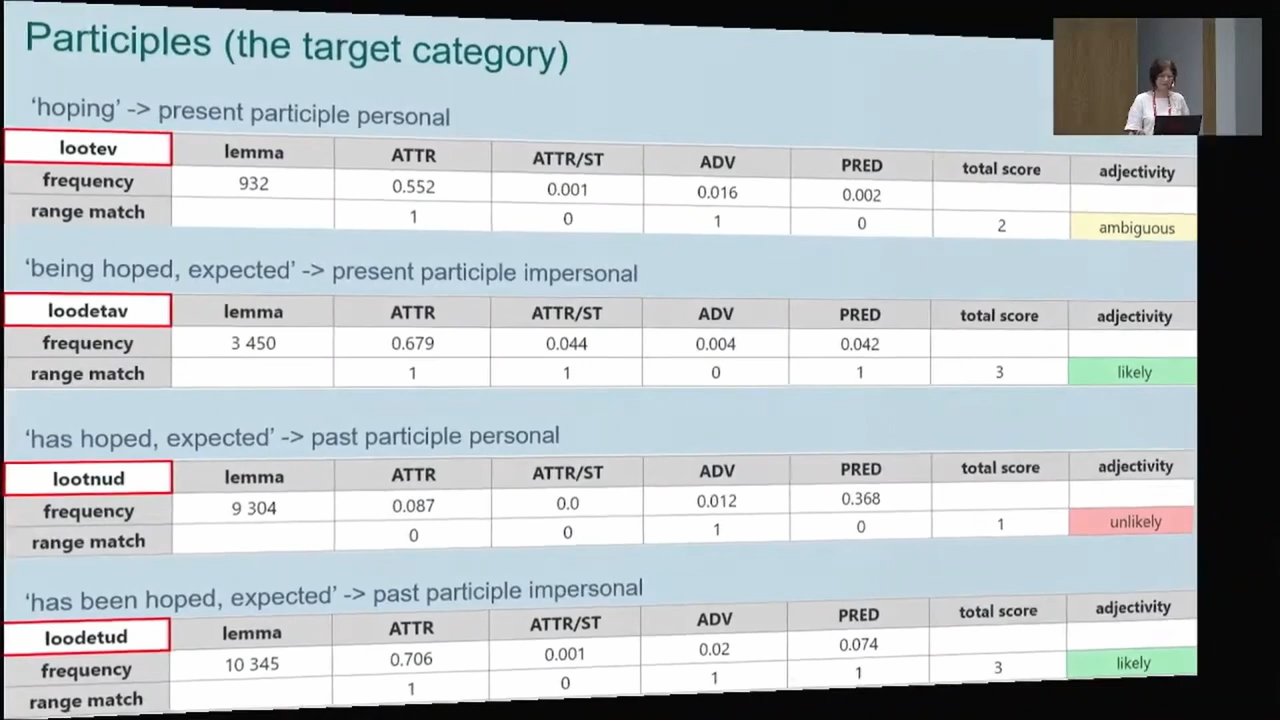 Participles (the target category)
‘hoping’ -> present participle personal
lootev lemma ATTR ATTR/ST ADV PRED total score adjectivity
frequency 932 0.552 0.001 0.016 0.002
range match 1 0 1 0 2 ambiguous
‘being hoped, expected’ -> present participle impersonal
loodetav lemma ATTR ATTR/ST ADV PRED total score adjectivity
frequency 3 450 0.679 0.044 0.004 0.042
range match 1 1 0 1 3 likely
‘has hoped, expected’ -> past participle personal
lootnud lemma ATTR ATTR/ST ADV PRED total score adjectivity
frequency 9 304 0.087 0.0 0.012 0.368
range match 0 0 1 0 1 unlikely
‘has been hoped, expected’ -> past participle impersonal
loodetud lemma ATTR ATTR/ST ADV PRED total score adjectivity
frequency 10 345 0.706 0.001 0.02 0.074
range match 1 0 1 1 3 likely